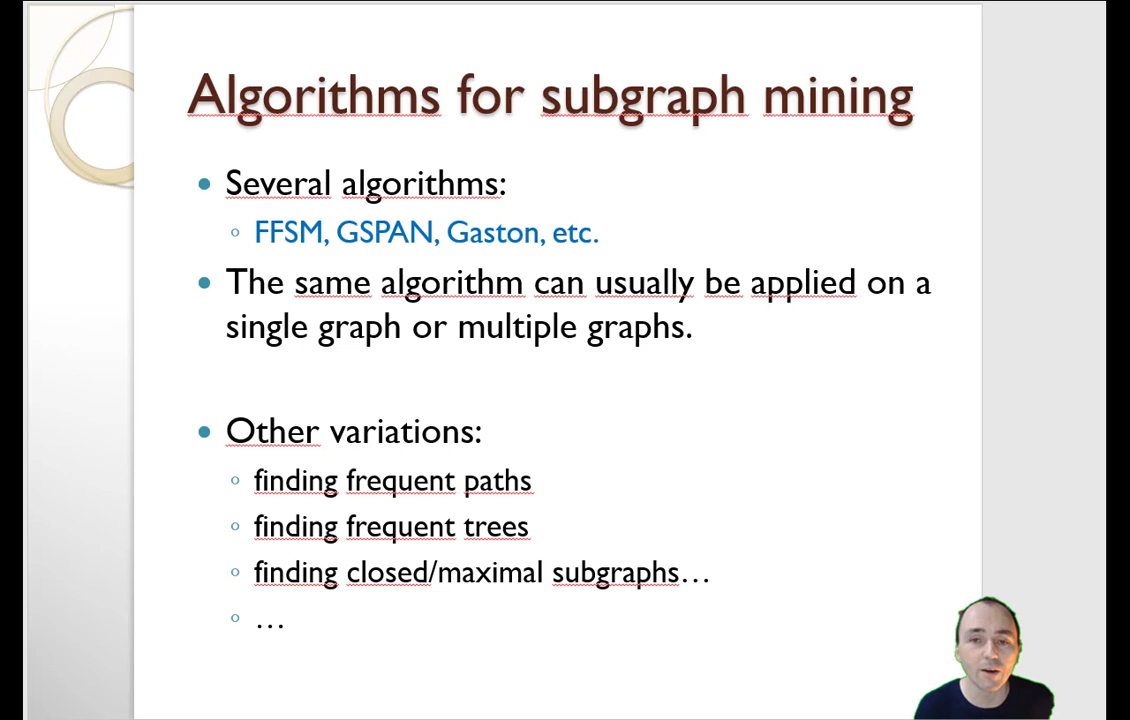 Algorithms for subgraph mining
Several algorithms:
FFSM, GSPAN, Gaston, etc.
The same algorithm can usually be applied on a
single graph or multiple graphs.
Other variations:
finding frequent paths
finding frequent trees
finding closed/maximal subgraphs…
…